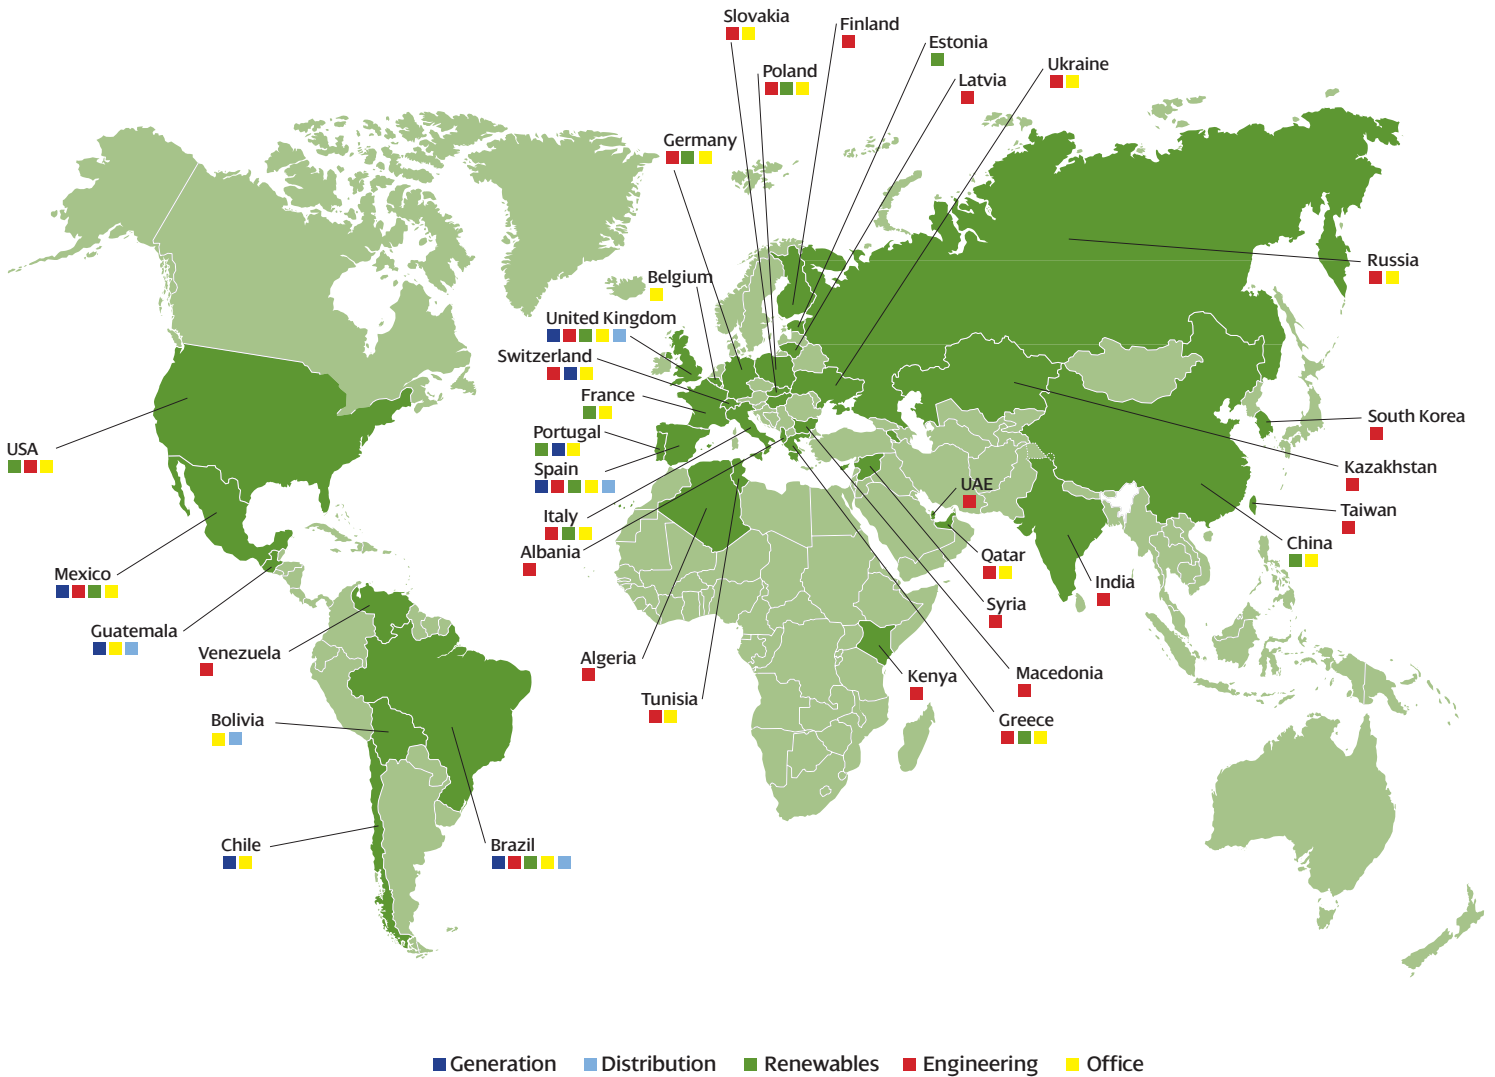 Slovakia
Finland
Estonia
Ukraine
Poland
Latvia
Germany
Russia
Belgium
United Kingdom
Switzerland
France
South Korea
Portugal
USA
Spain
Kazakhstan
UAE
Taiwan
Italy
China
Albania
Qatar
Mexico
India
Syria
Guatemala
Venezuela
Algeria
Macedonia
Kenya
Tunisia
Bolivia
Greece
Chile
Brazil
Generation
Distribution
Renewables
Engineering
Office